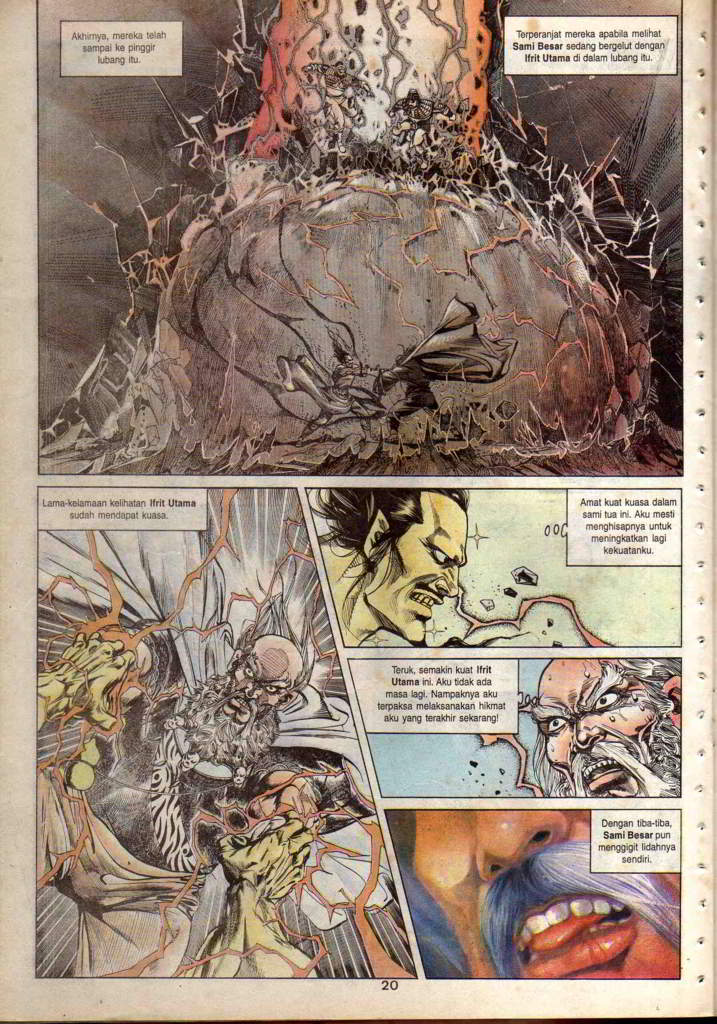 Akhirnya, mereka telah
sampai ke pinggir
lubang itu.
Terperanjat mereka apabila melihat
Sami Besar sedang bergelut dengan
Ifrit Utama di dalam lubang itu.
Lama-kelamaan kelihatan Ifrit Utama
sudah mendapat kuasa.
Amat kuat kuasa dalam
sami tua ini. Aku mesti
menghisapnya untuk
meningkatkan lagi
kekuatanku.
Teruk, semakin kuat Ifrit
Utama ini. Aku tidak ada
masa lagi. Nampaknya aku
terpaksa melaksanakan hikmat
aku yang terakhir sekarang!
Dengan tiba-tiba,
Sami Besar pun
menggigit lidahnya
sendiri.
20